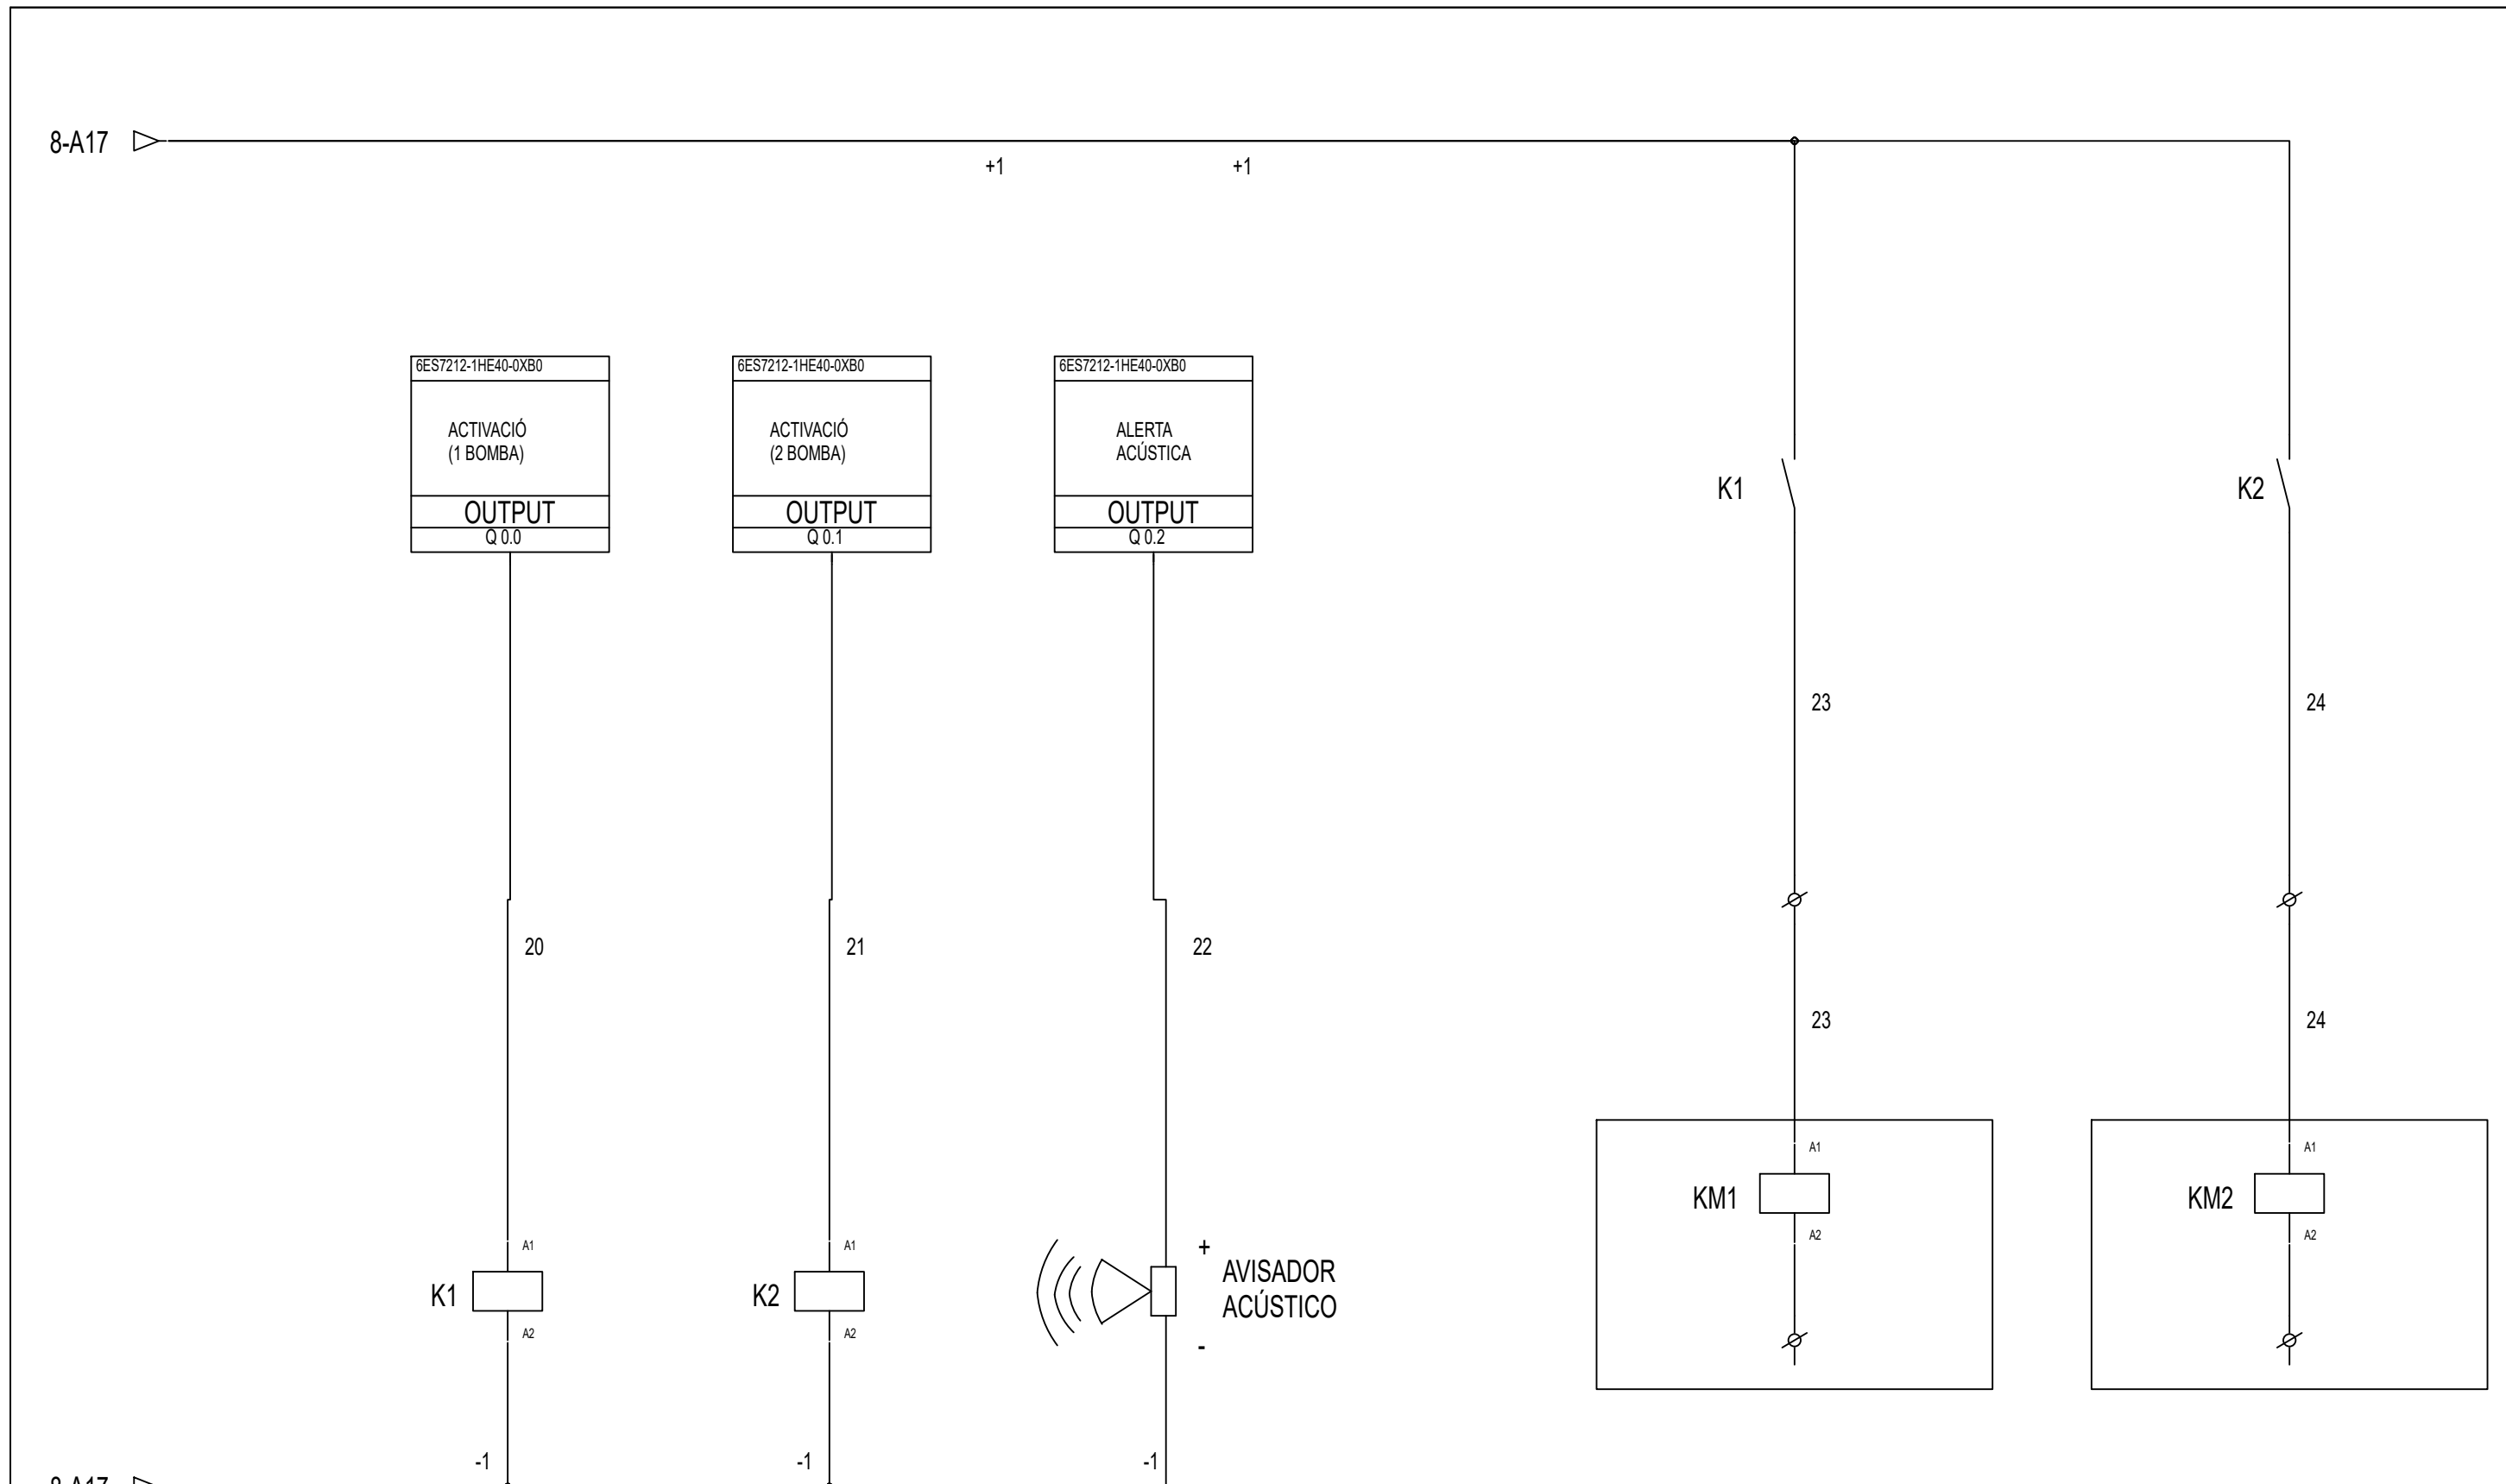 8-A17
+1
+1
6ES7212-1HE40-0XB0
ACTIVACIÓ
(1 BOMBA)
OUTPUT
Q 0.0
6ES7212-1HE40-0XB0
ACTIVACIÓ
(2 BOMBA)
OUTPUT
Q 0.1
6ES7212-1HE40-0XB0
ALERTA
ACÚSTICA
OUTPUT
Q 0.2
K1
K2
23
24
20
21
22
23
24
A1
KM1
A2
A1
KM2
A2
A1
K1
A2
A1
K2
A2
+
AVISADOR
ACÚSTICO
-
-1
-1
-1
8-A17